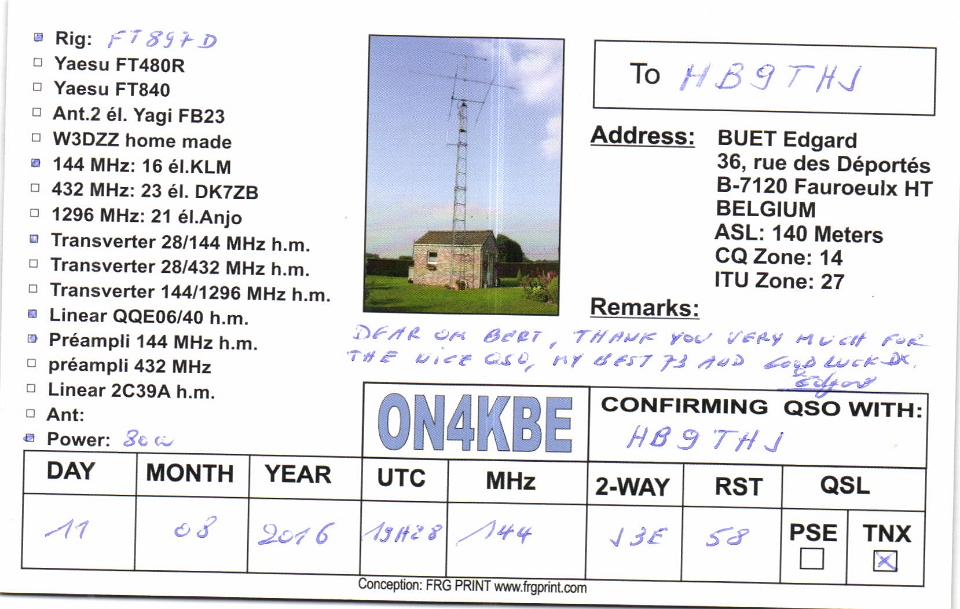 Rig: FT897D
Yaesu FT480R
Yaesu FT840
Ant.2 él. Yagi FB23
W3DZZ home made
144 MHz: 16 él.KLM
432 MHz: 23 él. DK7ZB
1296 MHz: 21 él.Anjo
Transverter 28/144 MHz h.m.
Transverter 28/432 MHz h.m.
Transverter 144/1296 MHz h.m.
Linear QQE06/40 h.m.
Préampli 144 MHz h.m.
préampli 432 MHz
Linear 2C39A h.m.
Ant:
Power: 80W
To HB9THJ
Address: BUET Edgard
36, rue des Déportés
B-7120 Fauroeulx HT
BELGIUM
ASL: 140 Meters
CQ Zone: 14
ITU Zone: 27
Remarks:
DEAR OM BERT, THANK YOU VERY MUCH FOR
THE NICE QSO, MY BEST 73 AND GOOD LUCK DX.
Edgard
ON4KBE
CONFIRMING QSO WITH:
HB9THJ
DAY MONTH YEAR UTC MHz 2-WAY RST QSL
11 08 2016 19H28 144 J3E 58 PSE TNX
Conception: FRG PRINT www.frgprint.com